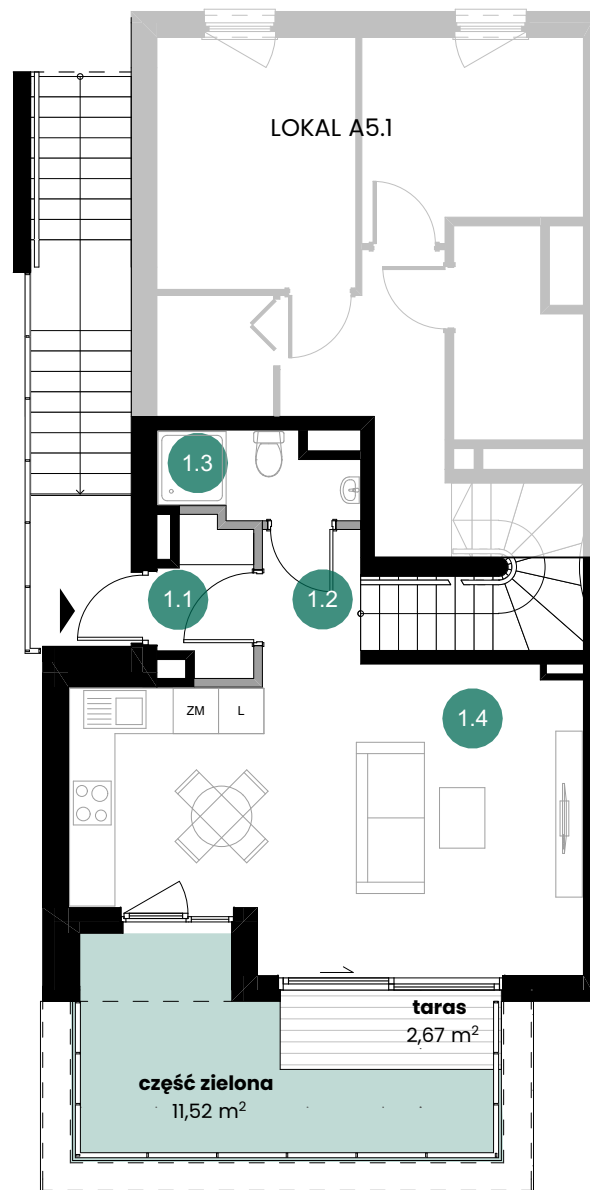 LOKAL A5.1
1.3
1.1
1.2
1.4
ZM
L
taras
2,67 m²
część zielona
11,52 m²